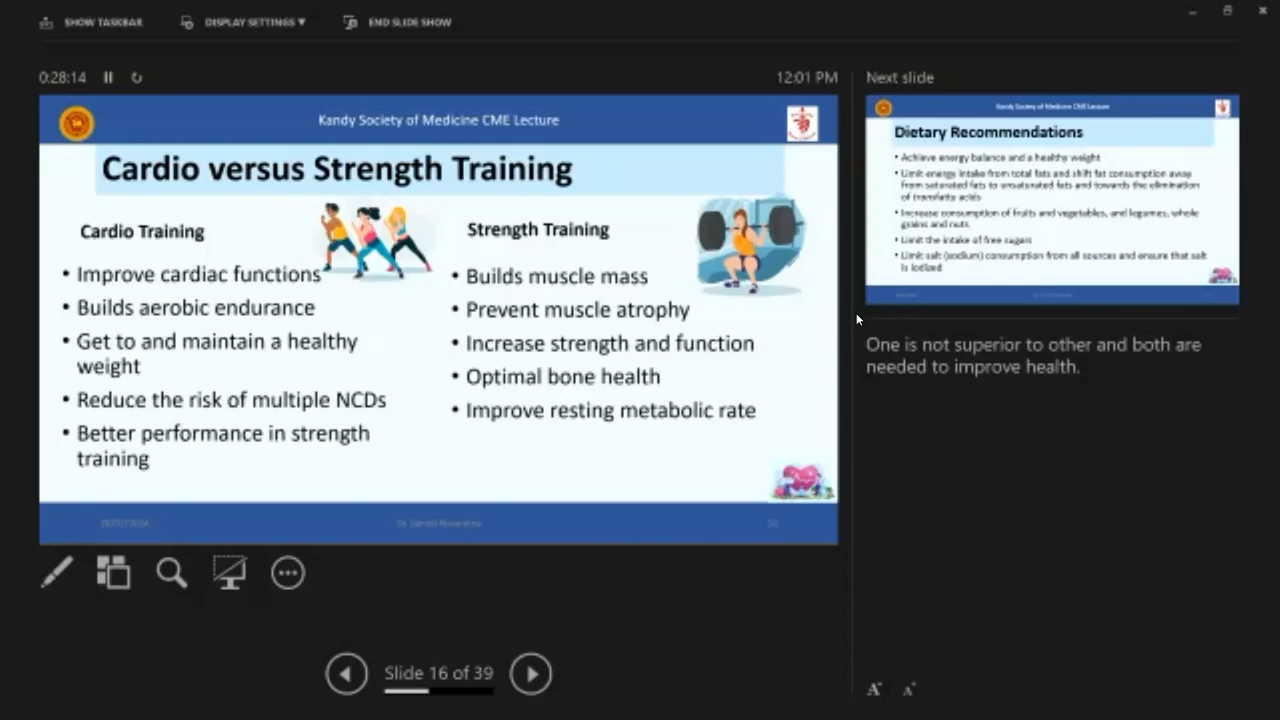 SHOW TASKBAR
DISPLAY SETTINGS ▼
END SLIDE SHOW
0:28:14
12:01 PM
Kandy Society of Medicine CME Lecture
Cardio versus Strength Training
Cardio Training
• Improve cardiac functions
• Builds aerobic endurance
• Get to and maintain a healthy
weight
• Reduce the risk of multiple NCDs
• Better performance in strength
training
Strength Training
• Builds muscle mass
• Prevent muscle atrophy
• Increase strength and function
• Optimal bone health
• Improve resting metabolic rate
Slide 16 of 39
Next slide
Kandy Society of Medicine CME Lecture
Dietary Recommendations
• Achieve energy balance and a healthy weight
• Limit energy intake from total fats and shift fat consumption away
from saturated fats to unsaturated fats and towards the elimination
of transfatty acids
• Increase consumption of fruits and vegetables, and legumes, whole
grains and nuts
• Limit the intake of free sugars
• Limit salt (sodium) consumption from all sources and ensure that salt
is iodized
One is not superior to other and both are
needed to improve health.
A A